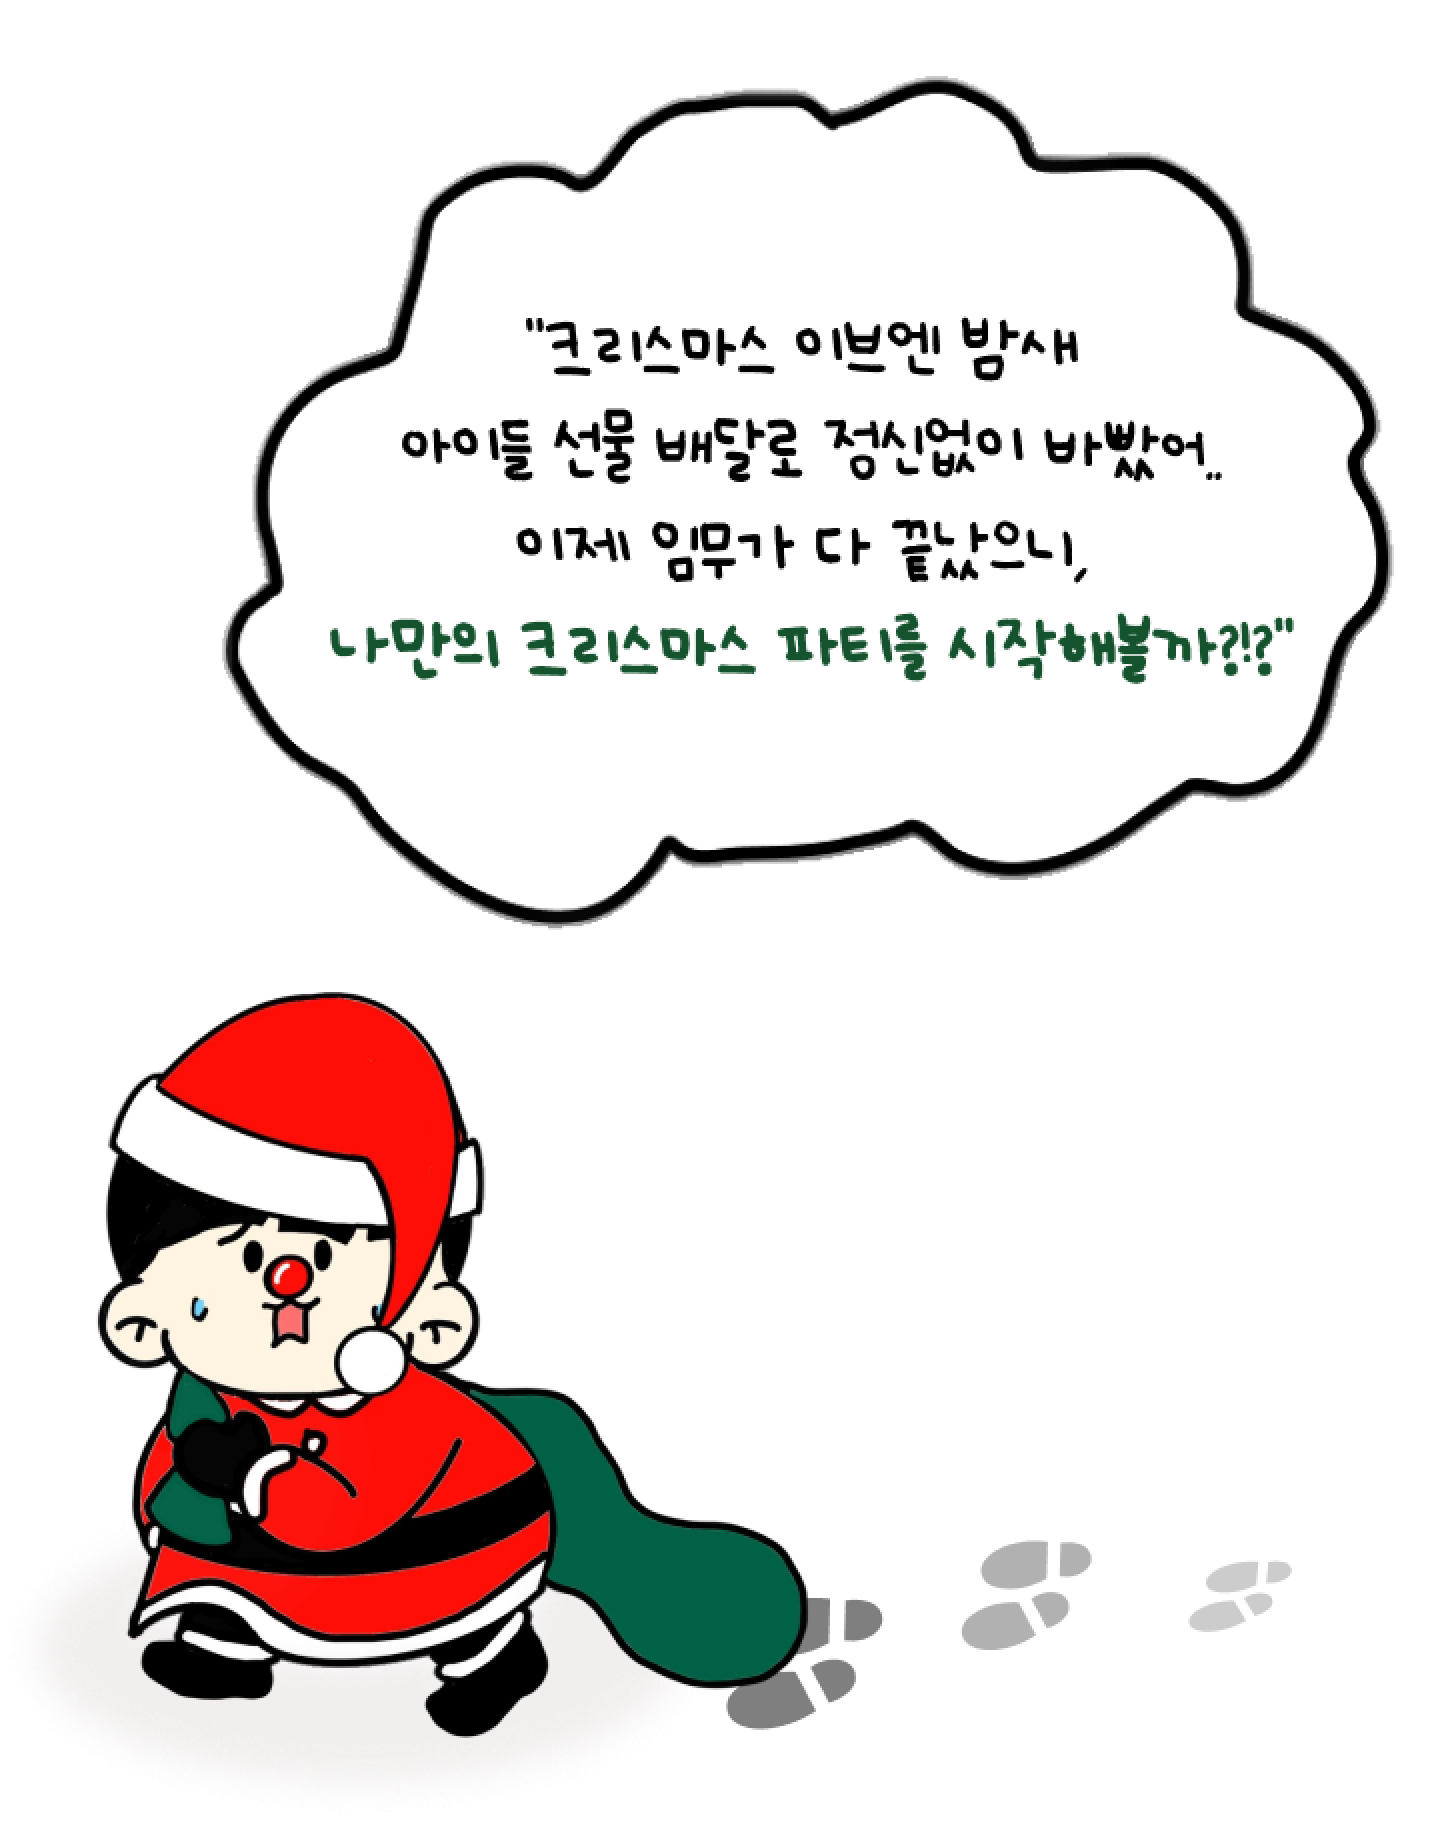 "크리스마스 이브엔 밤새
아이들 선물 배달로 정신없이 바빴어..
이제 임무가 다 끝났으니,
나만의 크리스마스 파티를 시작해볼까?!?"